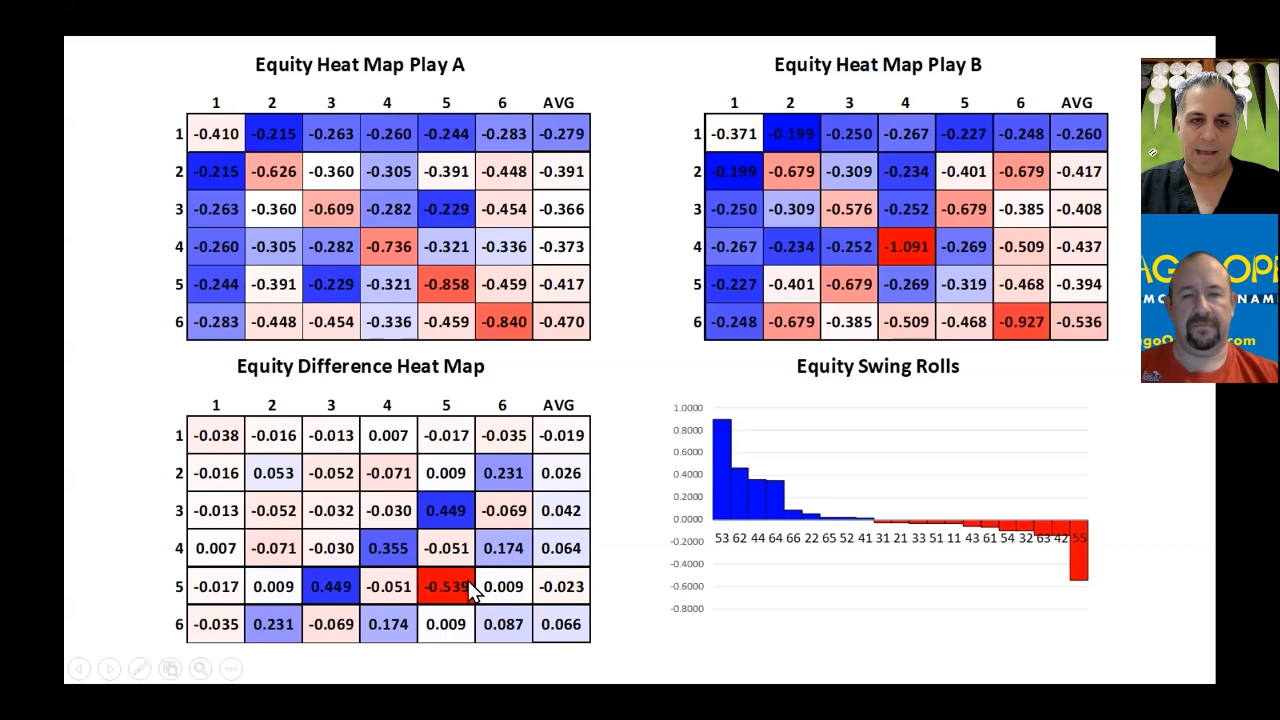 Equity Heat Map Play A
1 2 3 4 5 6 AVG
1 -0.410 -0.215 -0.263 -0.260 -0.244 -0.283 -0.279
2 -0.215 -0.626 -0.360 -0.305 -0.391 -0.448 -0.391
3 -0.263 -0.360 -0.609 -0.282 -0.229 -0.454 -0.366
4 -0.260 -0.305 -0.282 -0.736 -0.321 -0.336 -0.373
5 -0.244 -0.391 -0.229 -0.321 -0.858 -0.459 -0.417
6 -0.283 -0.448 -0.454 -0.336 -0.459 -0.840 -0.470
Equity Heat Map Play B
1 2 3 4 5 6 AVG
1 -0.371 -0.199 -0.250 -0.267 -0.227 -0.248 -0.260
2 -0.199 -0.679 -0.309 -0.234 -0.401 -0.679 -0.417
3 -0.250 -0.309 -0.576 -0.252 -0.679 -0.385 -0.408
4 -0.267 -0.234 -0.252 -1.091 -0.269 -0.509 -0.437
5 -0.227 -0.401 -0.679 -0.269 -0.319 -0.468 -0.394
6 -0.248 -0.679 -0.385 -0.509 -0.468 -0.927 -0.536
Equity Difference Heat Map
1 2 3 4 5 6 AVG
1 -0.038 -0.016 -0.013 0.007 -0.017 -0.035 -0.019
2 -0.016 0.053 -0.052 -0.071 0.009 0.231 0.026
3 -0.013 -0.052 -0.032 -0.030 0.449 -0.069 0.042
4 0.007 -0.071 -0.030 0.355 -0.051 0.174 0.064
5 -0.017 0.009 0.449 -0.051 -0.539 0.009 -0.023
6 -0.035 0.231 -0.069 0.174 0.009 0.087 0.066
Equity Swing Rolls
1.0000
0.8000
0.6000
0.4000
0.2000
0.0000
-0.2000
-0.4000
-0.6000
-0.8000
53 62 44 64 66 22 65 52 41 31 21 33 51 11 43 61 54 32 63 42 55